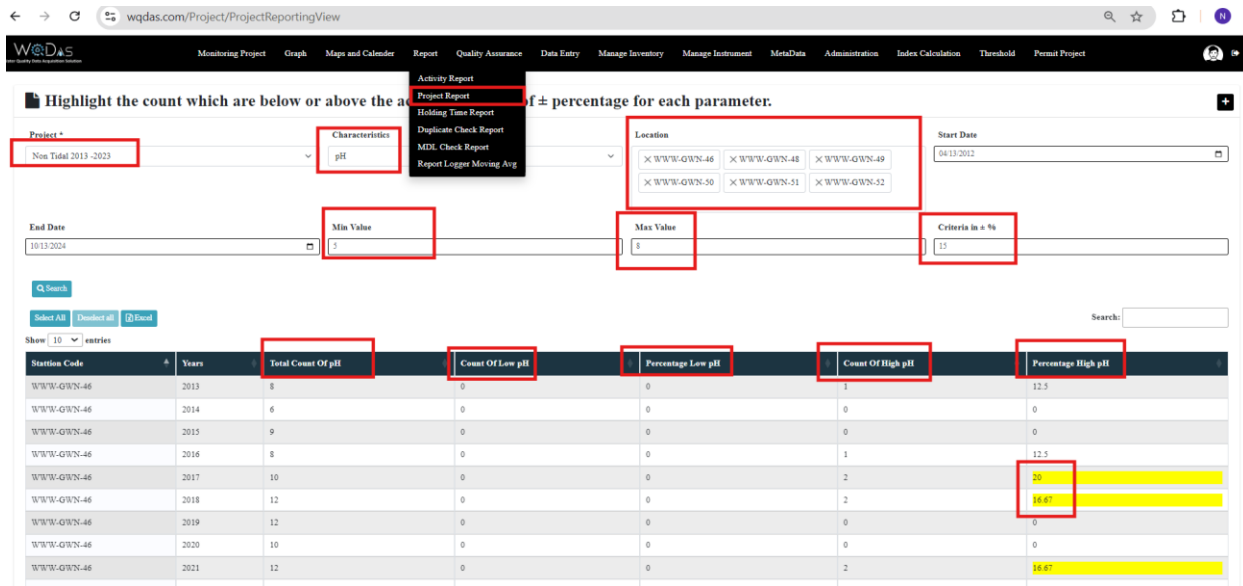 wqdas.com/Project/ProjectReportingView
N
WQDAS
Monitoring Project Graph Maps and Calender Report Quality Assurance Data Entry Manage Inventory Manage Instrument MetaData Administration Index Calculation Threshold Permit Project
Water Quality Data Acquisition Solution
Activity Report
Project Report
Holding Time Report
Duplicate Check Report
MDL Check Report
Report Logger Moving Avg
Highlight the count which are below or above the ac of ± percentage for each parameter.
+
Project * Characteristics Location Start Date
Non Tidal 2013 -2023 pH × WWW-GWN-46 × WWW-GWN-48 × WWW-GWN-49 04/13/2012
× WWW-GWN-50 × WWW-GWN-51 × WWW-GWN-52
End Date Min Value Max Value Criteria in ± %
10/13/2024 5 8 15
Search
Select All Deselect all Excel Search:
Show 10 entries
Stattion Code Years Total Count Of pH Count Of Low pH Percentage Low pH Count Of High pH Percentage High pH
WWW-GWN-46 2013 8 0 0 1 12.5
WWW-GWN-46 2014 6 0 0 0 0
WWW-GWN-46 2015 9 0 0 0 0
WWW-GWN-46 2016 8 0 0 1 12.5
WWW-GWN-46 2017 10 0 0 2 20
WWW-GWN-46 2018 12 0 0 2 16.67
WWW-GWN-46 2019 12 0 0 0 0
WWW-GWN-46 2020 10 0 0 0 0
WWW-GWN-46 2021 12 0 0 2 16.67